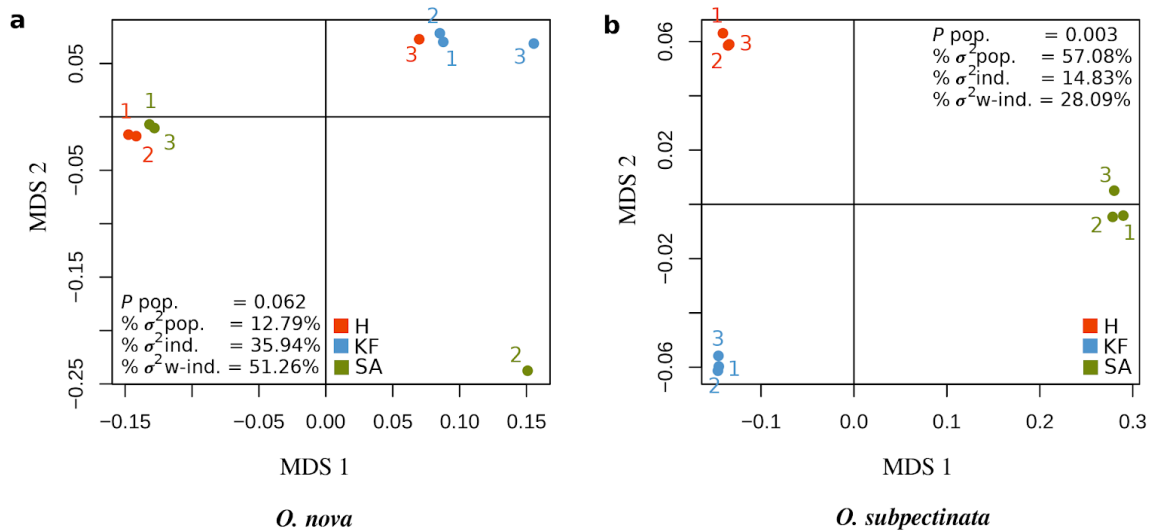 a
2
1
3
3
1
1
3
2
2
0.05
−0.05
−0.15
−0.25
MDS 2
P pop. = 0.062
% σ²pop. = 12.79%
% σ²ind. = 35.94%
% σ²w-ind. = 51.26%
H
KF
SA
−0.15
−0.05
0.00
0.05
0.10
0.15
MDS 1
O. nova
b
1
3
2
P pop. = 0.003
% σ²pop. = 57.08%
% σ²ind. = 14.83%
% σ²w-ind. = 28.09%
3
2
1
3
1
2
0.06
0.02
−0.02
−0.06
MDS 2
H
KF
SA
−0.1
0.0
0.1
0.2
0.3
MDS 1
O. subpectinata